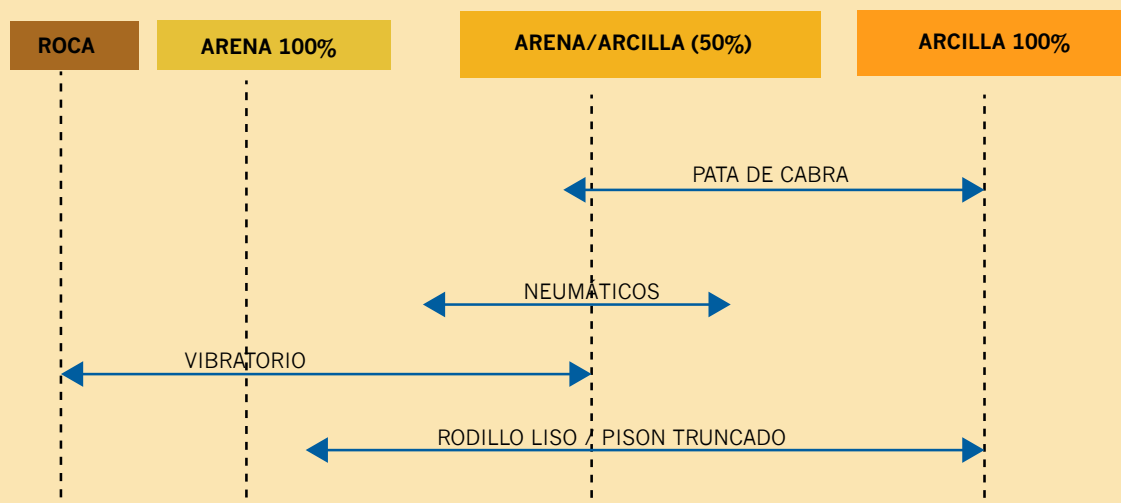 ROCA
ARENA 100%
ARENA/ARCILLA (50%)
ARCILLA 100%
PATA DE CABRA
NEUMÁTICOS
VIBRATORIO
RODILLO LISO / PISON TRUNCADO